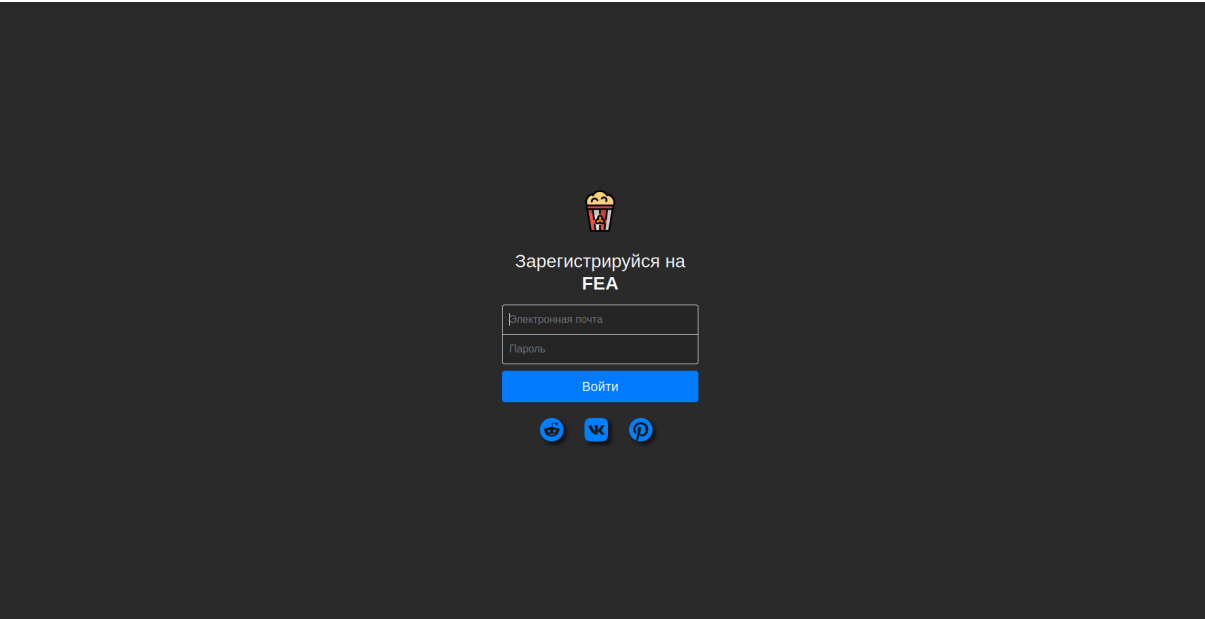 Зарегистрируйся на
FEA
Электронная почта
Пароль
Войти